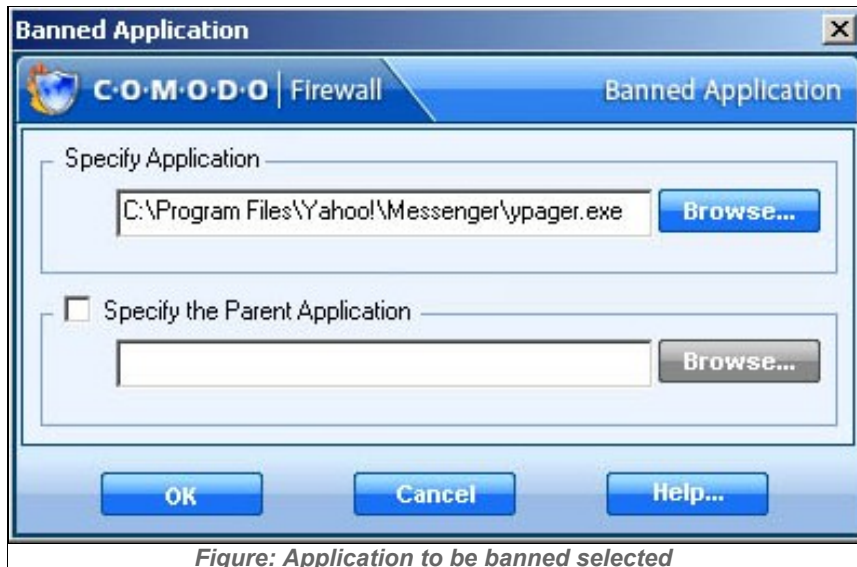 Banned Application
C·O·M·O·D·O | Firewall
Banned Application
Specify Application
C:\Program Files\Yahoo!\Messenger\ypager.exe
Browse...
Specify the Parent Application
Browse...
OK
Cancel
Help...
Figure: Application to be banned selected